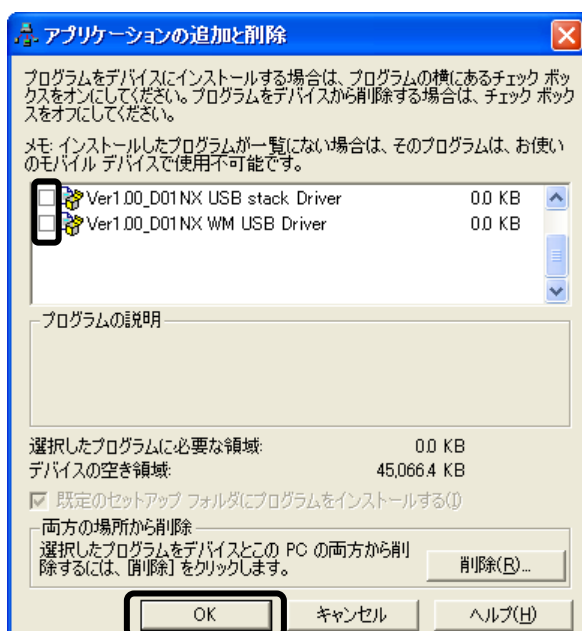 アプリケーションの追加と削除
プログラムをデバイスにインストールする場合は、プログラムの横にあるチェック ボッ
クスをオンにしてください。プログラムをデバイスから削除する場合は、チェック ボック
スをオフにしてください。
メモ: インストールしたプログラムが一覧にない場合は、そのプログラムは、お使い
のモバイル デバイスで使用不可能です。
Ver1.00_D01NX USB stack Driver 0.0 KB
Ver1.00_D01NX WM USB Driver 0.0 KB
プログラムの説明
選択したプログラムに必要な領域: 0.0 KB
デバイスの空き領域: 45,066.4 KB
既定のセットアップ フォルダにプログラムをインストールする(I)
両方の場所から削除
選択したプログラムをデバイスとこの PC の両方から削
除するには、[削除] をクリックします。
削除(R)...
OK キャンセル ヘルプ(H)